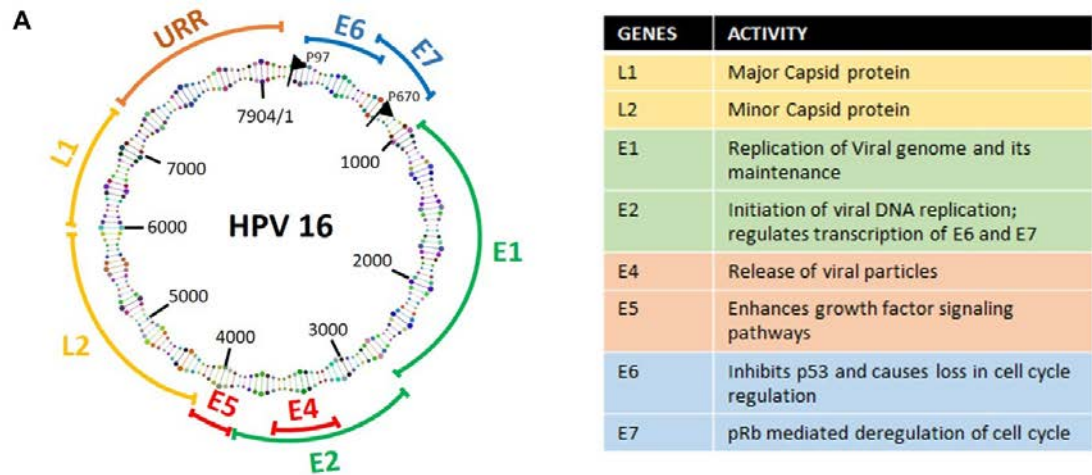 A
URR
E6
E7
P97
P670
7904/1
1000
7000
L1
HPV 16
6000
E1
2000
5000
L2
4000
3000
E5
E4
E2
GENES ACTIVITY
L1 Major Capsid protein
L2 Minor Capsid protein
E1 Replication of Viral genome and its
maintenance
E2 Initiation of viral DNA replication;
regulates transcription of E6 and E7
E4 Release of viral particles
E5 Enhances growth factor signaling
pathways
E6 Inhibits p53 and causes loss in cell cycle
regulation
E7 pRb mediated deregulation of cell cycle